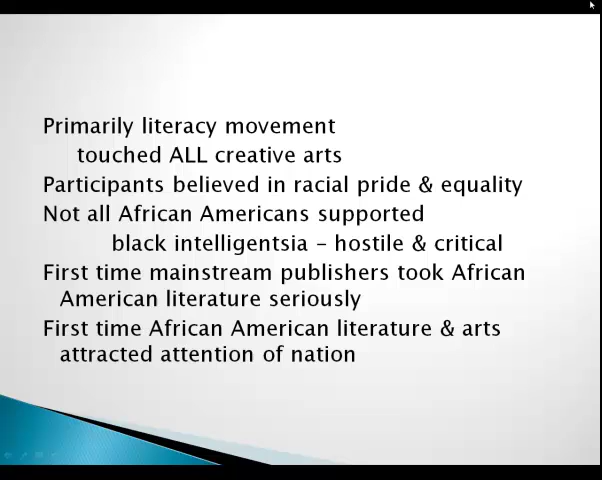 Primarily literacy movement
touched ALL creative arts
Participants believed in racial pride & equality
Not all African Americans supported
black intelligentsia – hostile & critical
First time mainstream publishers took African
American literature seriously
First time African American literature & arts
attracted attention of nation